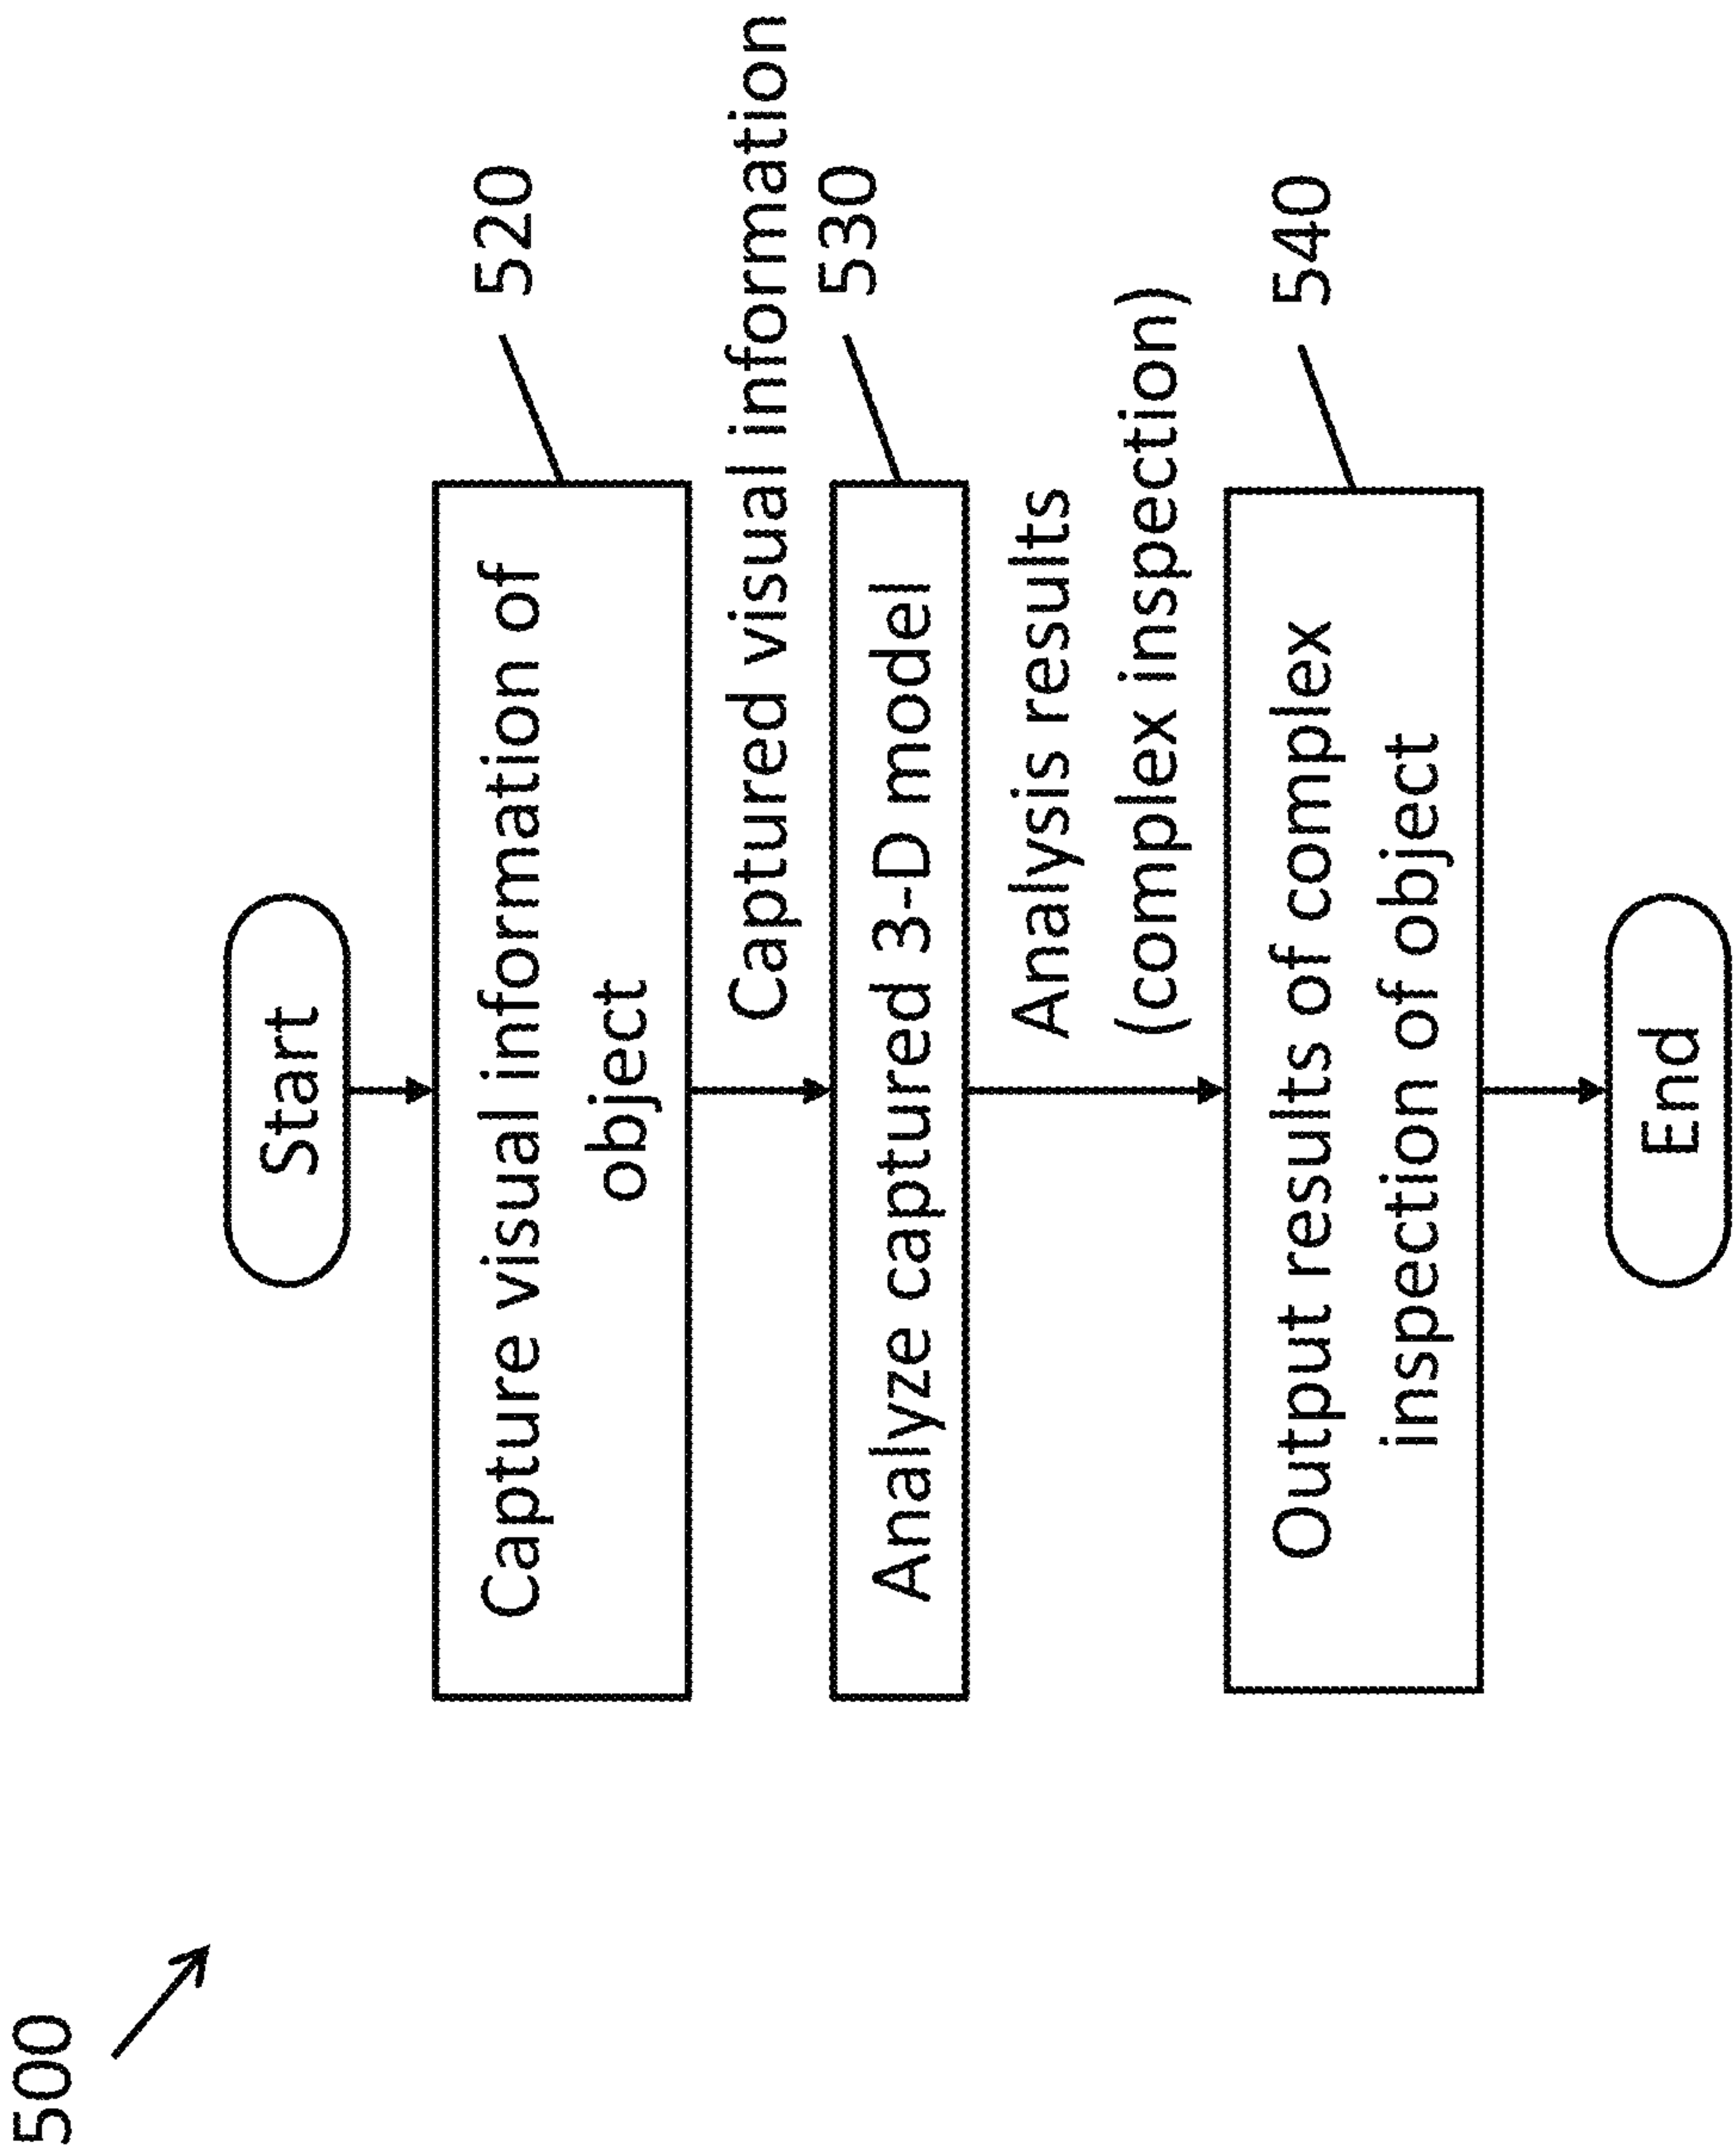 500
Start
Capture visual information of
object
520
Captured visual information
Analyze captured 3-D model
530
Analysis results
(complex inspection)
Output results of complex
inspection of object
540
End